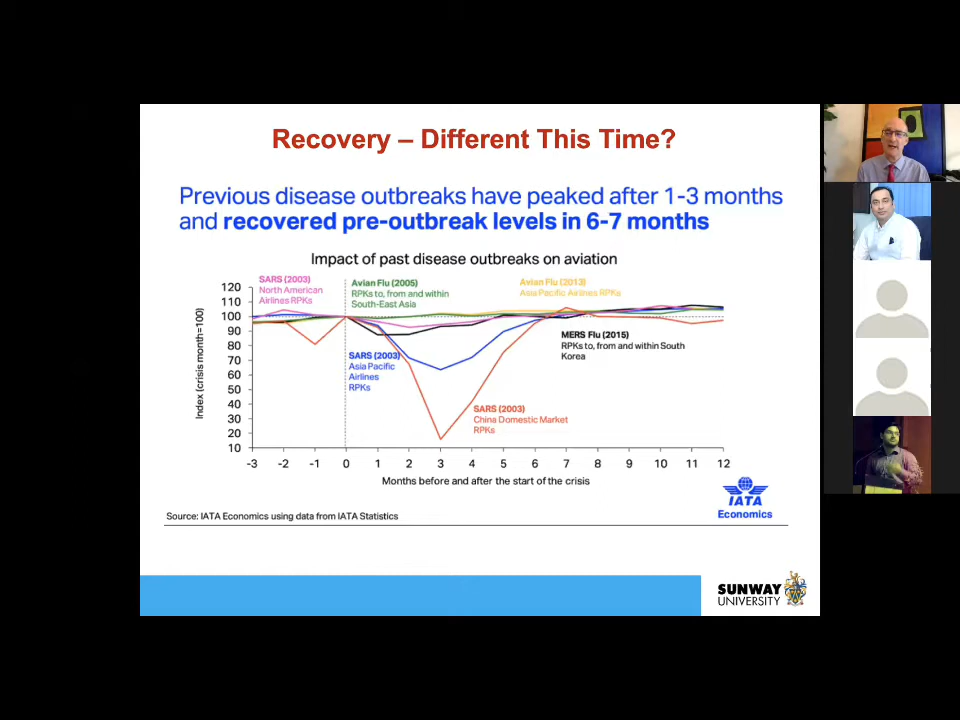 Recovery – Different This Time?
Previous disease outbreaks have peaked after 1-3 months
and recovered pre-outbreak levels in 6-7 months
Impact of past disease outbreaks on aviation
SARS (2003)
North American
Airlines RPKs
Avian Flu (2005)
RPKs to, from and within
South-East Asia
Avian Flu (2013)
Asia Pacific Airlines RPKs
MERS Flu (2015)
RPKs to, from and within South
Korea
SARS (2003)
Asia Pacific
Airlines
RPKs
SARS (2003)
China Domestic Market
RPKs
Index (crisis month=100)
120
110
100
90
80
70
60
50
40
30
20
10
-3 -2 -1 0 1 2 3 4 5 6 7 8 9 10 11 12
Months before and after the start of the crisis
IATA
Economics
Source: IATA Economics using data from IATA Statistics
SUNWAY
UNIVERSITY